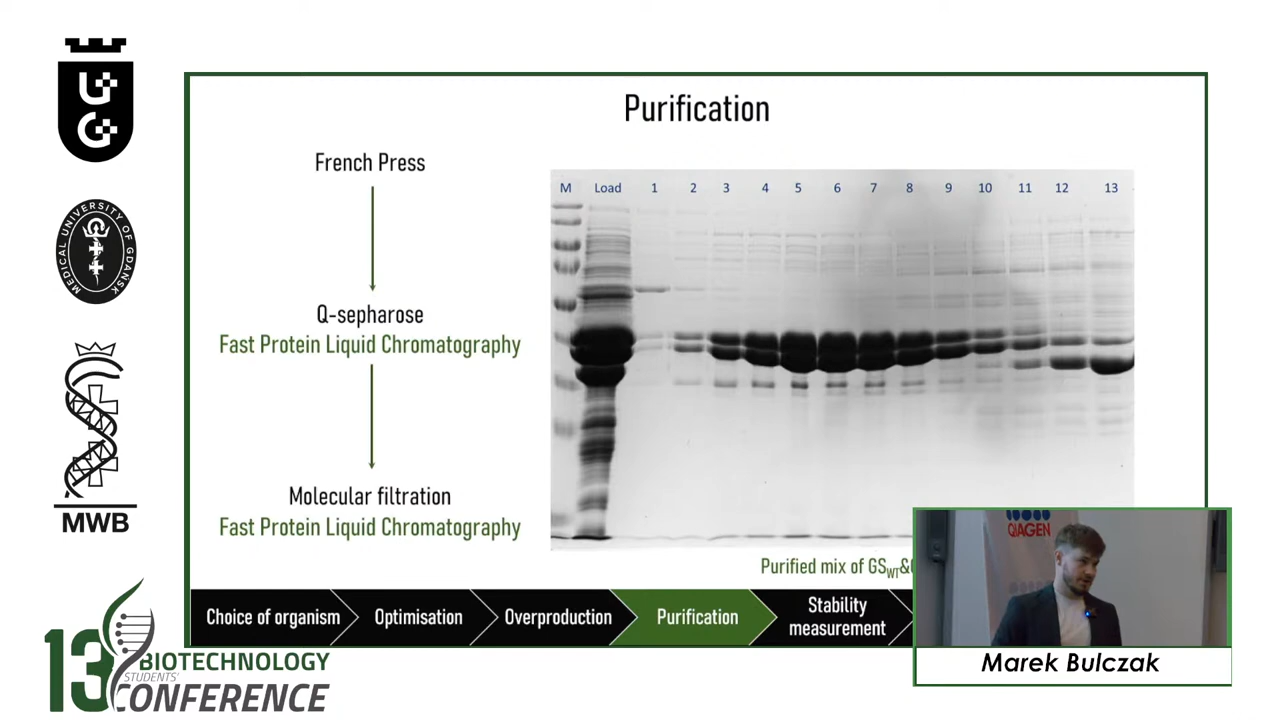 UG
MEDICAL UNIVERSITY OF GDANSK
MWB
13 BIOTECHNOLOGY
STUDENTS'
CONFERENCE
Purification
French Press
Q-sepharose
Fast Protein Liquid Chromatography
Molecular filtration
Fast Protein Liquid Chromatography
M Load 1 2 3 4 5 6 7 8 9 10 11 12 13
Purified mix of GSWT&
Choice of organism
Optimisation
Overproduction
Purification
Stability
measurement
QIAGEN
Marek Bulczak